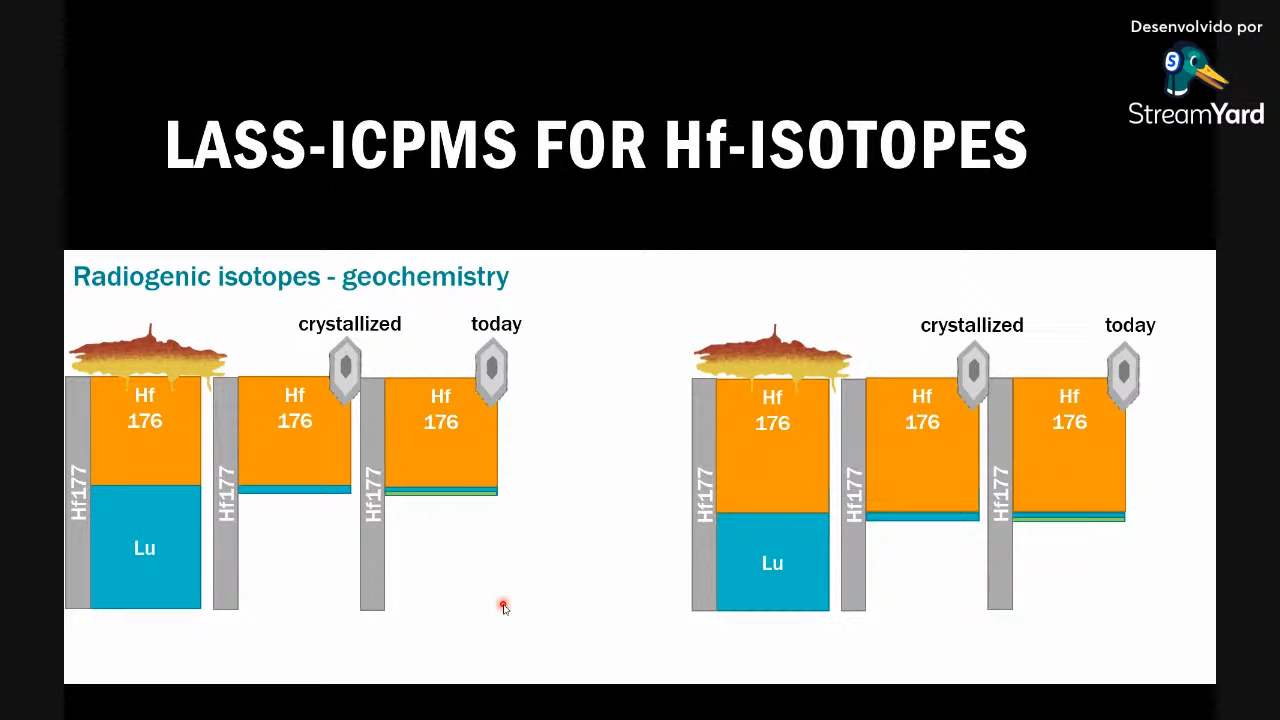 Desenvolvido por
StreamYard
LASS-ICPMS FOR Hf-ISOTOPES
Radiogenic isotopes - geochemistry
crystallized
today
Hf
176
Lu
Hf177
Hf
176
Hf177
Hf
176
Hf177
crystallized
today
Hf
176
Lu
Hf177
Hf
176
Hf177
Hf
176
Hf177